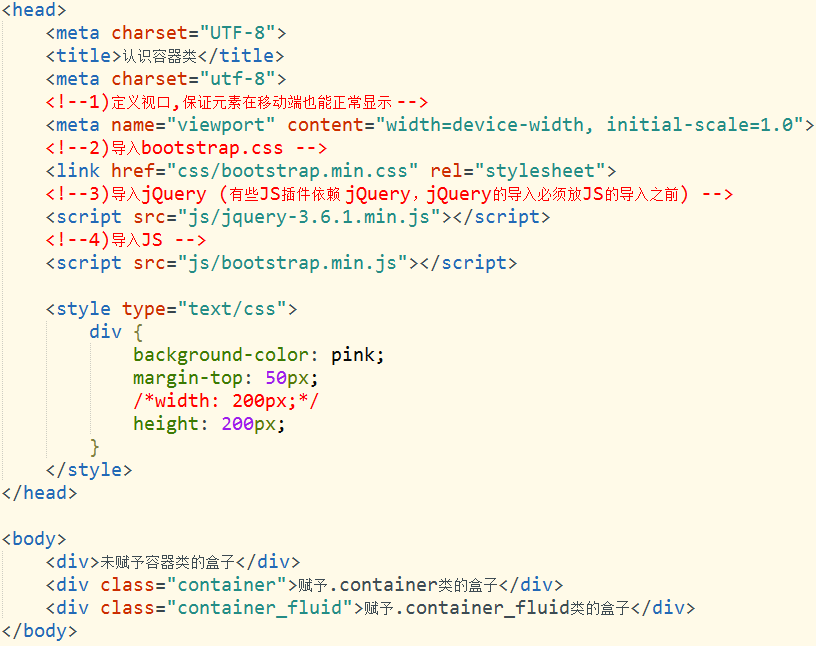 <head>
    <meta charset="UTF-8">
    <title>认识容器类</title>
    <meta charset="utf-8">
    <!--1)定义视口,保证元素在移动端也能正常显示 -->
    <meta name="viewport" content="width=device-width, initial-scale=1.0">
    <!--2)导入bootstrap.css -->
    <link href="css/bootstrap.min.css" rel="stylesheet">
    <!--3)导入jQuery (有些JS插件依赖 jQuery，jQuery的导入必须放JS的导入之前) -->
    <script src="js/jquery-3.6.1.min.js"></script>
    <!--4)导入JS -->
    <script src="js/bootstrap.min.js"></script>

    <style type="text/css">
        div {
            background-color: pink;
            margin-top: 50px;
            /*width: 200px;*/
            height: 200px;
        }
    </style>
</head>

<body>
    <div>未赋予容器类的盒子</div>
    <div class="container">赋予.container类的盒子</div>
    <div class="container_fluid">赋予.container_fluid类的盒子</div>
</body>